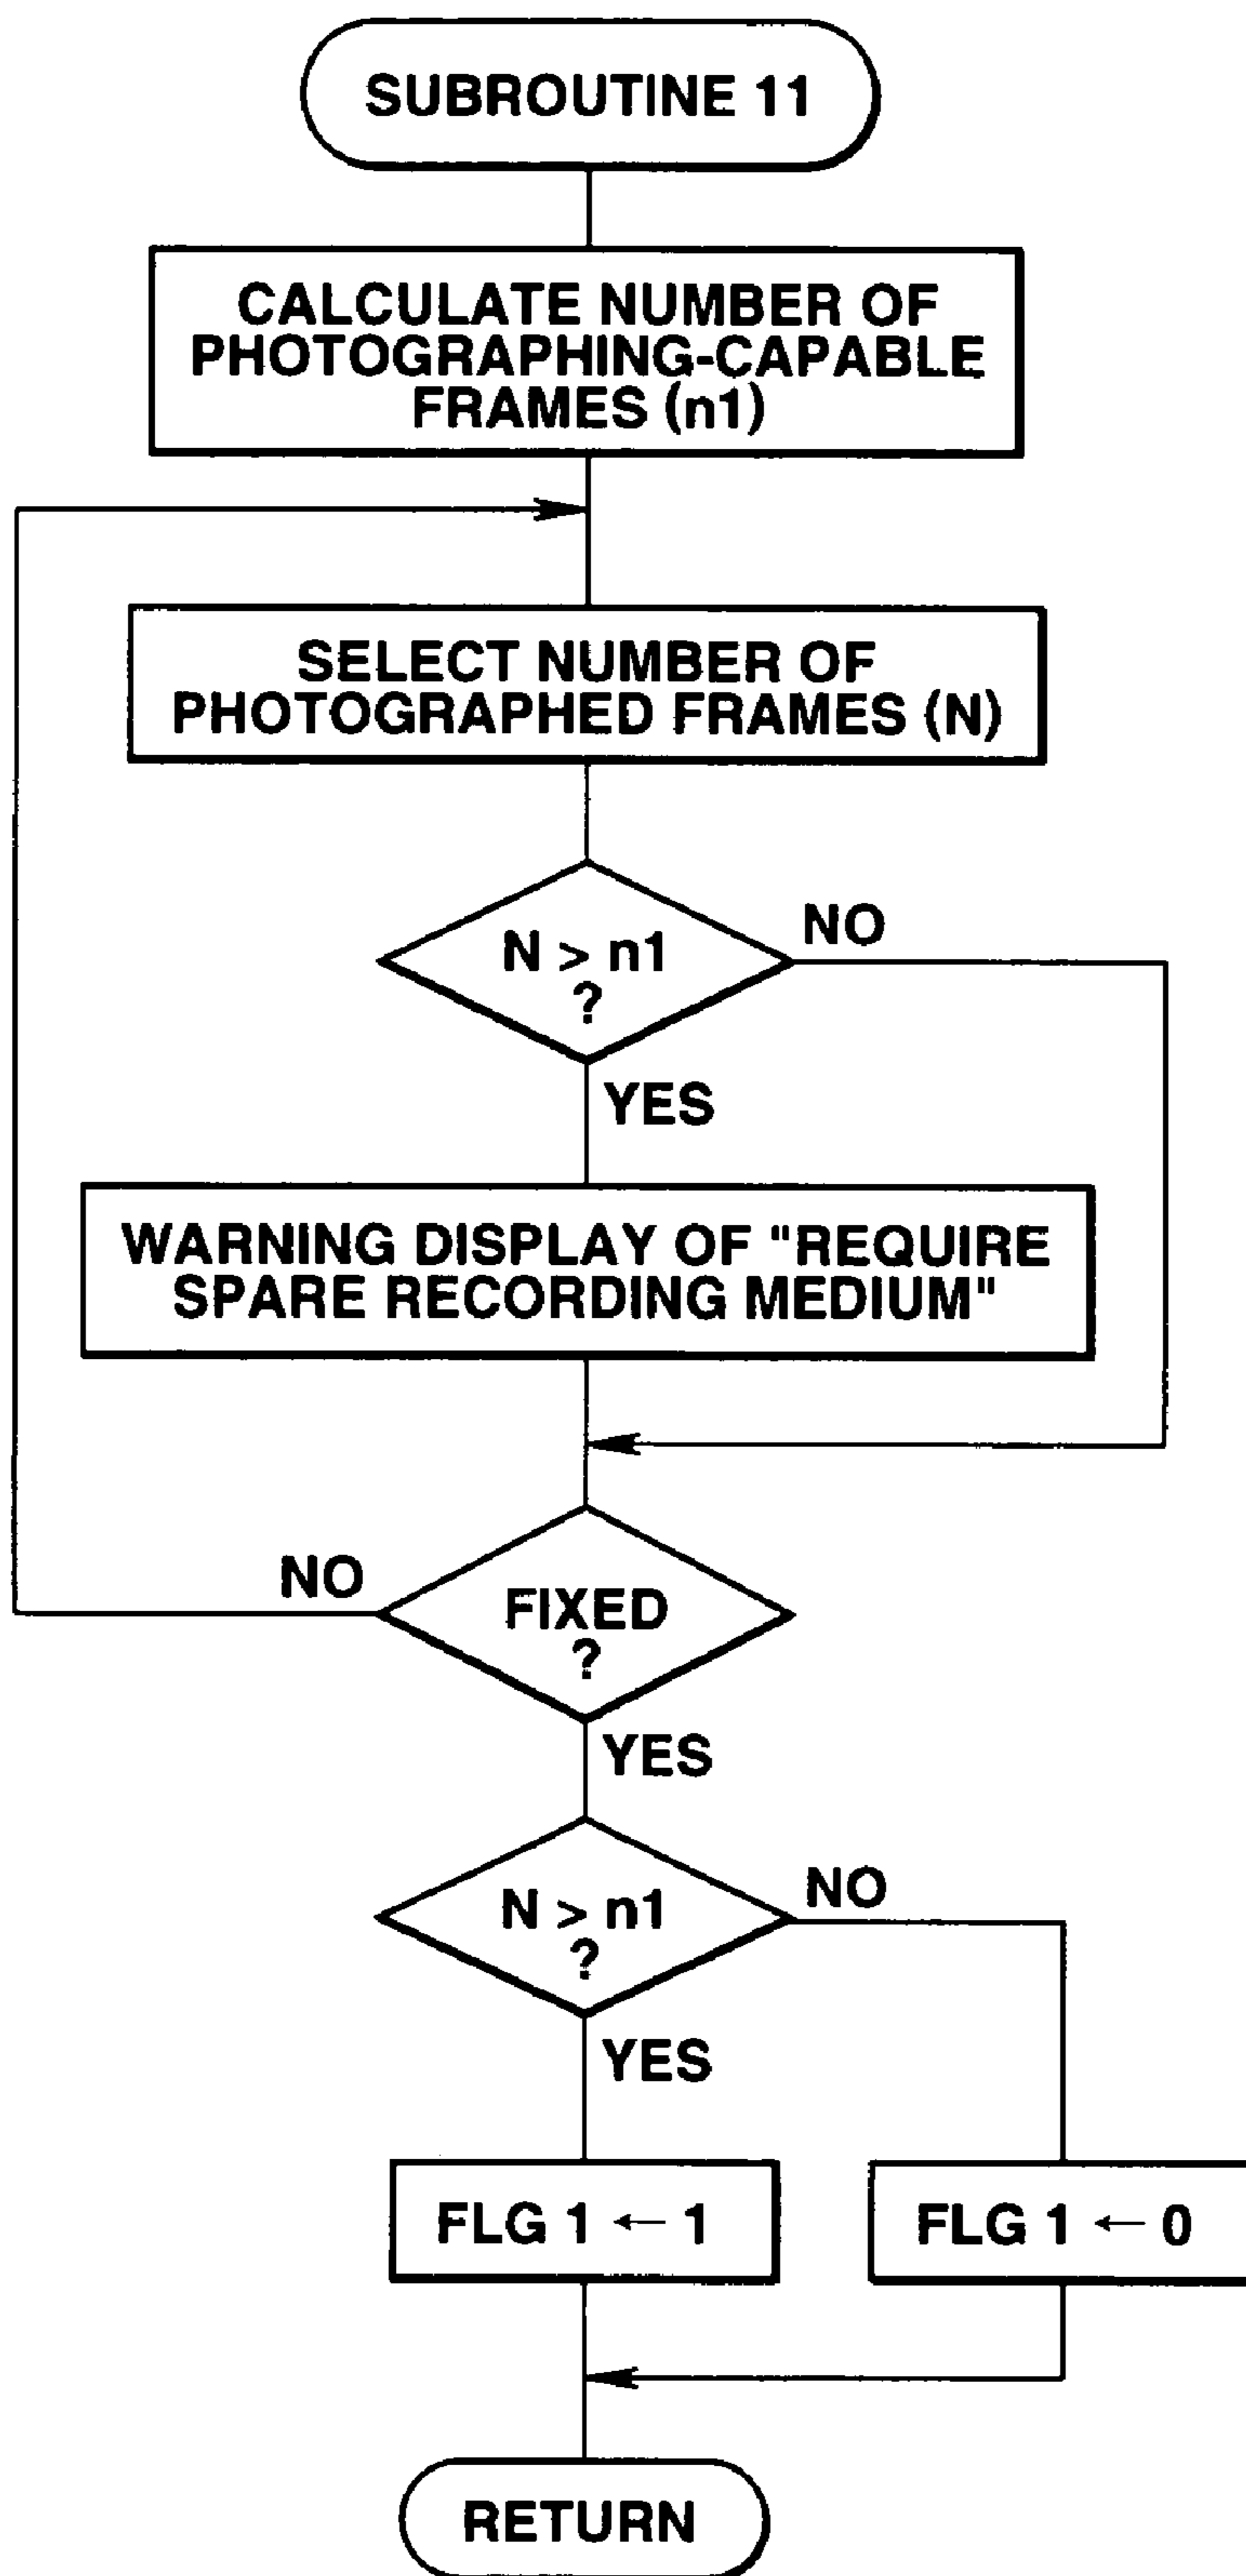 SUBROUTINE 11
CALCULATE NUMBER OF
PHOTOGRAPHING-CAPABLE
FRAMES (n1)
SELECT NUMBER OF
PHOTOGRAPHED FRAMES (N)
N > n1
?
NO
YES
WARNING DISPLAY OF "REQUIRE
SPARE RECORDING MEDIUM"
NO
FIXED
?
YES
N > n1
?
NO
YES
FLG 1 ← 1
FLG 1 ← 0
RETURN